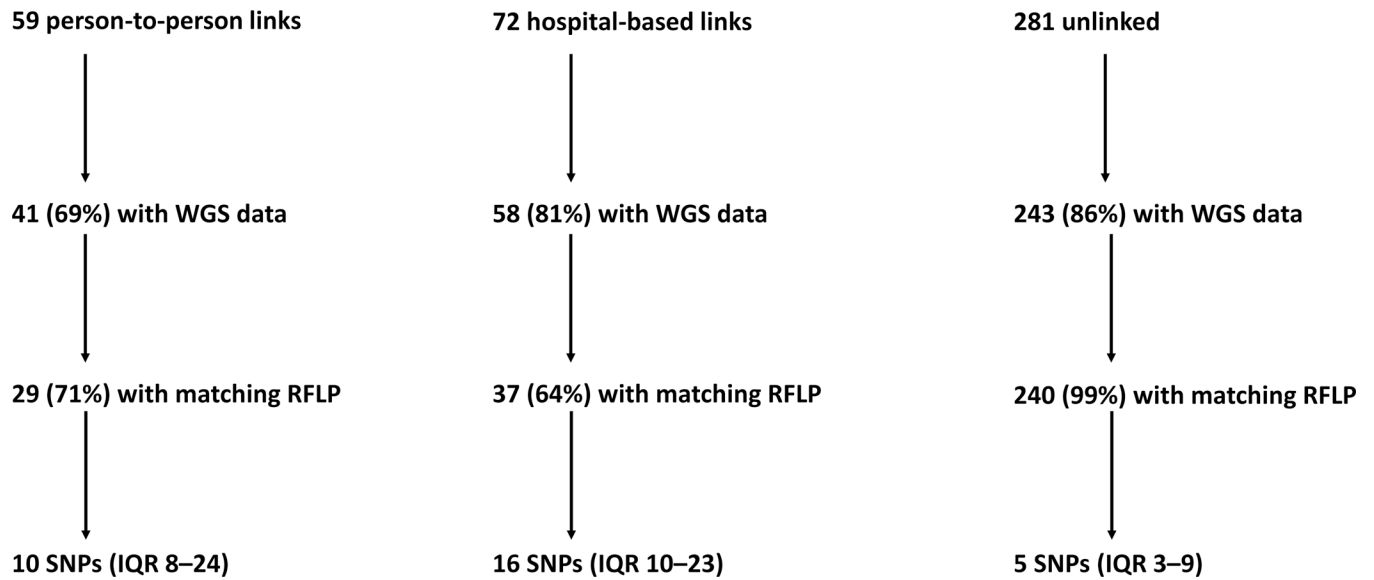 59 person-to-person links
72 hospital-based links
281 unlinked
41 (69%) with WGS data
58 (81%) with WGS data
243 (86%) with WGS data
29 (71%) with matching RFLP
37 (64%) with matching RFLP
240 (99%) with matching RFLP
10 SNPs (IQR 8–24)
16 SNPs (IQR 10–23)
5 SNPs (IQR 3–9)